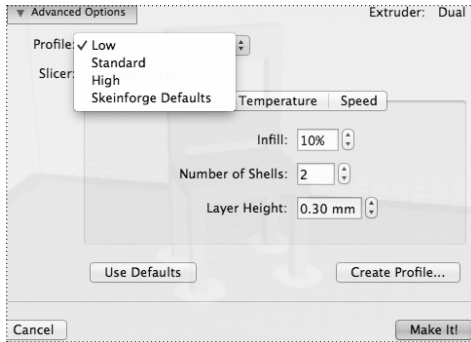 ▼ Advanced Options Extruder: Dual
Profile: ✓ Low
Standard
Slicer: High
Skeinforge Defaults
Temperature Speed
Infill: 10%
Number of Shells: 2
Layer Height: 0.30 mm
Use Defaults Create Profile...
Cancel Make It!